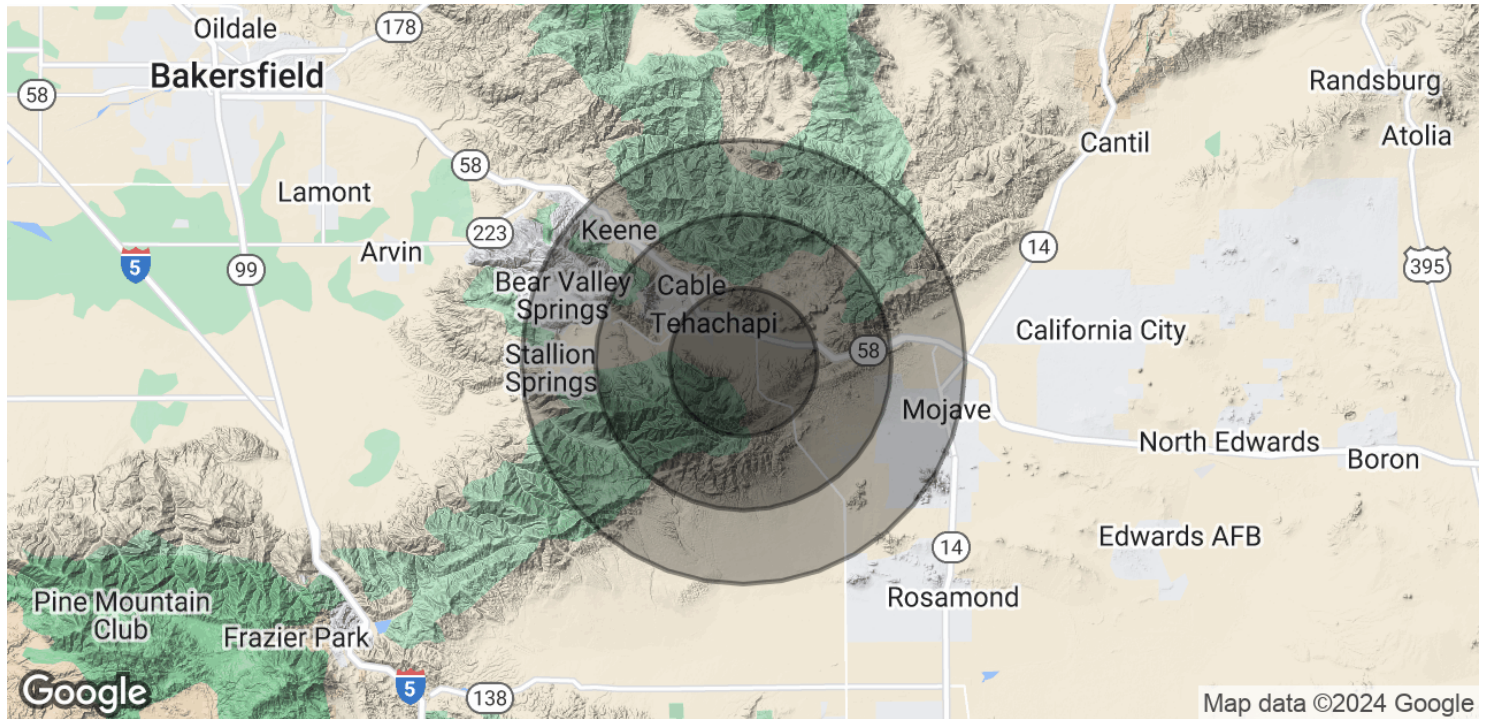 Oildale
178
Bakersfield
58
Randsburg
Atolia
Cantil
58
Lamont
Keene
223
14
Arvin
5
99
395
Bear Valley
Springs
Cable
Tehachapi
California City
58
Stallion
Springs
Mojave
North Edwards
Boron
Edwards AFB
14
Rosamond
Pine Mountain
Club
Frazier Park
5
138
Google
Map data ©2024 Google